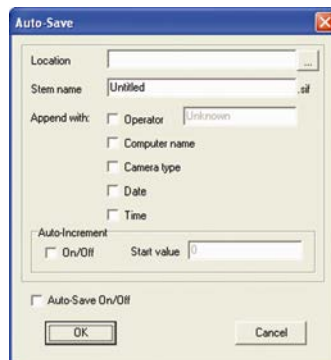 Auto-Save
Location
...
Stem name Untitled .sif
Append with: Operator Unknown
Computer name
Camera type
Date
Time
Auto-Increment
On/Off Start value 0
Auto-Save On/Off
OK Cancel